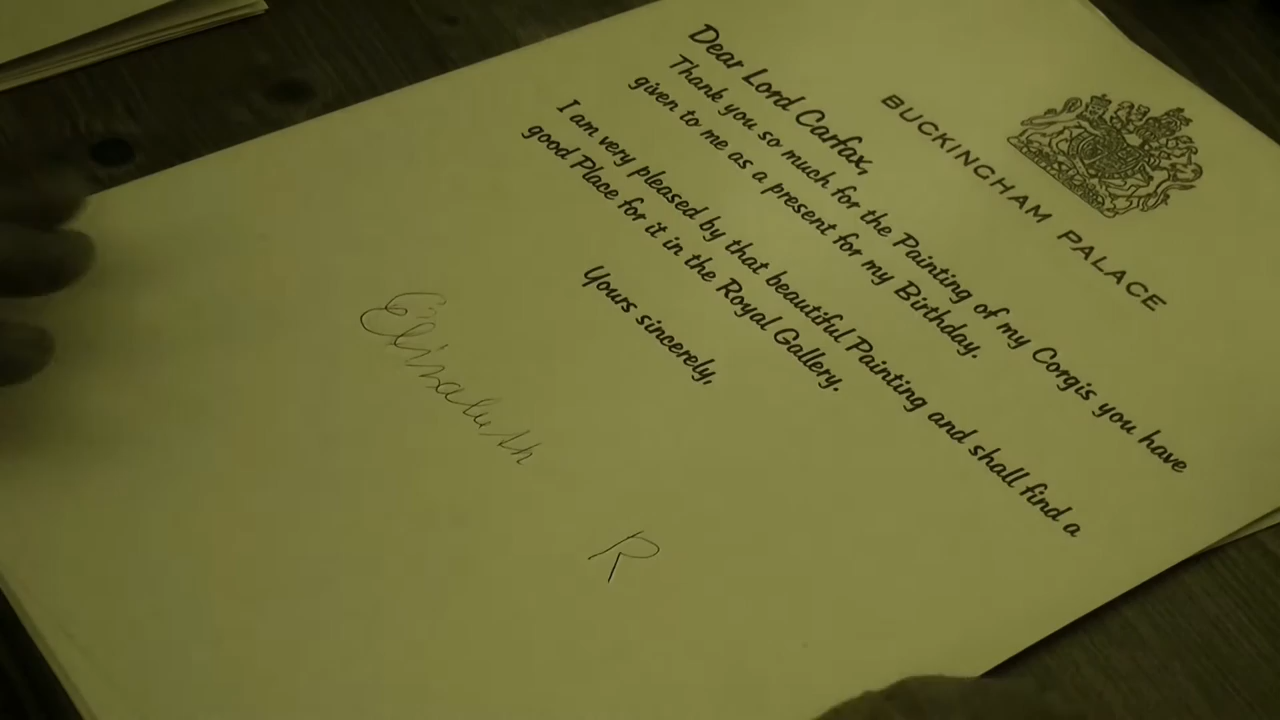 BUCKINGHAM PALACE
Dear Lord Carfax,
Thank you so much for the Painting of my Corgis you have
given to me as a present for my Birthday.
I am very pleased by that beautiful Painting and shall find a
good Place for it in the Royal Gallery.
Yours sincerely,
Elizabeth
R